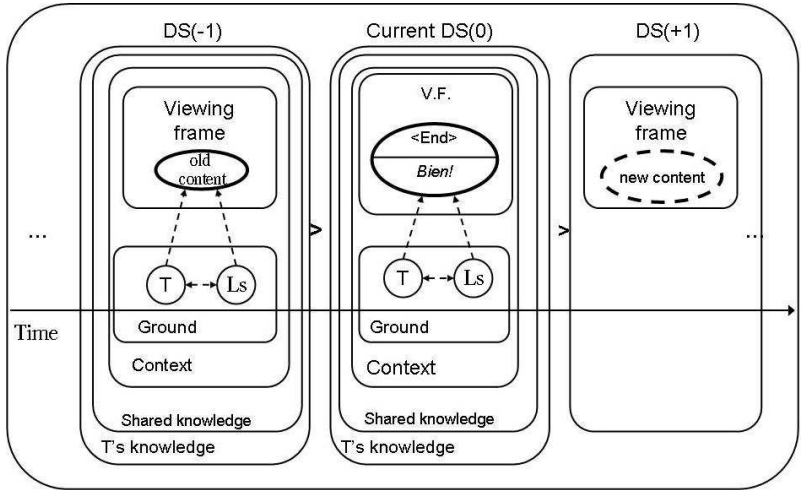 DS(-1)
Current DS(0)
DS(+1)
Viewing
frame
old
content
V.F.
<End>
Bien!
Viewing
frame
new content
...
>
>
...
T
Ls
T
Ls
Time
Ground
Ground
Context
Context
Shared knowledge
Shared knowledge
T's knowledge
T's knowledge